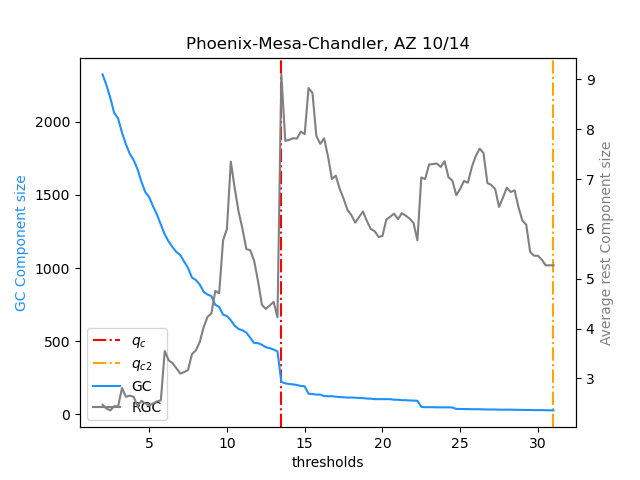 Phoenix-Mesa-Chandler, AZ 10/14
GC Component size
2000
1500
1000
500
0
9
8
7
6
5
4
3
Average rest Component size
q_c
q_c2
GC
RGC
5 10 15 20 25 30
thresholds